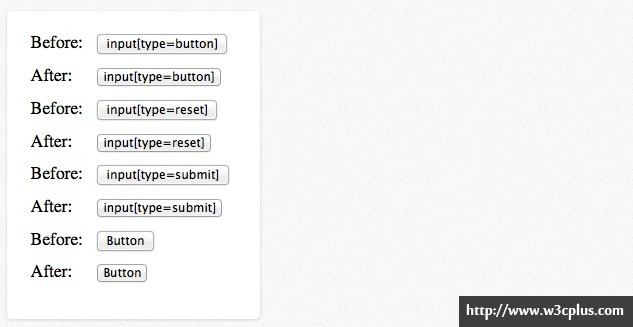 Before: input[type=button]
After: input[type=button]
Before: input[type=reset]
After: input[type=reset]
Before: input[type=submit]
After: input[type=submit]
Before: Button
After: Button
http://www.w3cplus.com